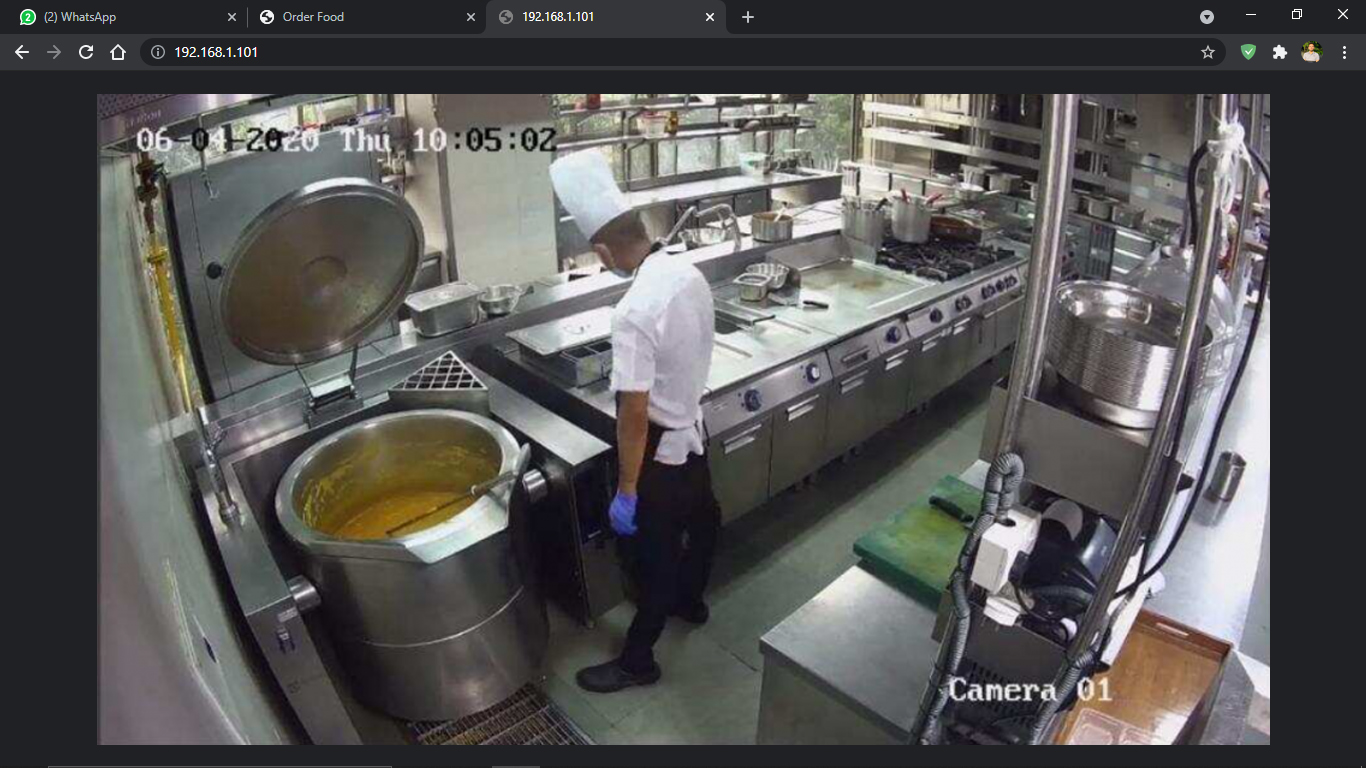 2
(2) WhatsApp
Order Food
192.168.1.101
192.168.1.101
06-04-2020 Thu 10:05:02
Camera 01